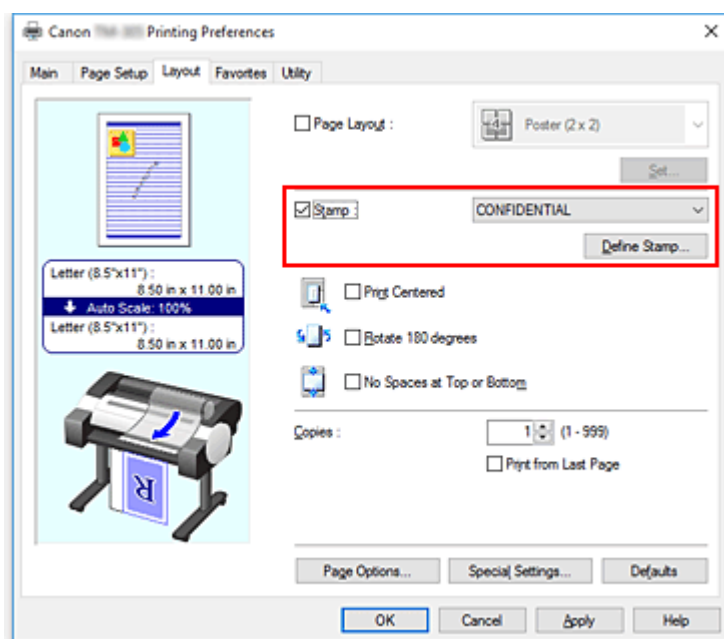 Canon Printing Preferences
Main Page Setup Layout Favorites Utility
Page Layout :
Poster (2 x 2)
Set...
Stamp :
CONFIDENTIAL
Define Stamp...
Letter (8.5"x11") :
8.50 in x 11.00 in
Auto Scale: 100%
Letter (8.5"x11") :
8.50 in x 11.00 in
Print Centered
Rotate 180 degrees
No Spaces at Top or Bottom
Copies :
1 (1 - 999)
Print from Last Page
R
Page Options... Special Settings... Defaults
OK Cancel Apply Help